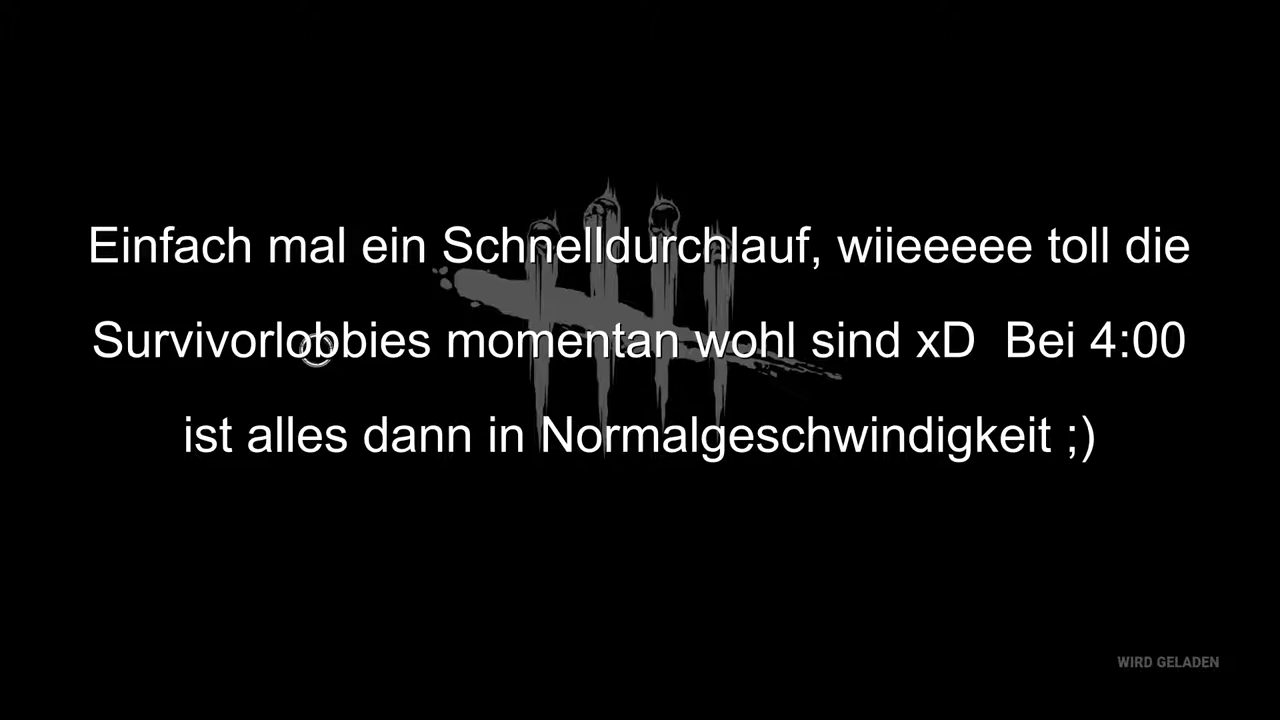 Einfach mal ein Schnelldurchlauf, wiieeeee toll die
Survivorlobbies momentan wohl sind xD  Bei 4:00
ist alles dann in Normalgeschwindigkeit ;)
WIRD GELADEN